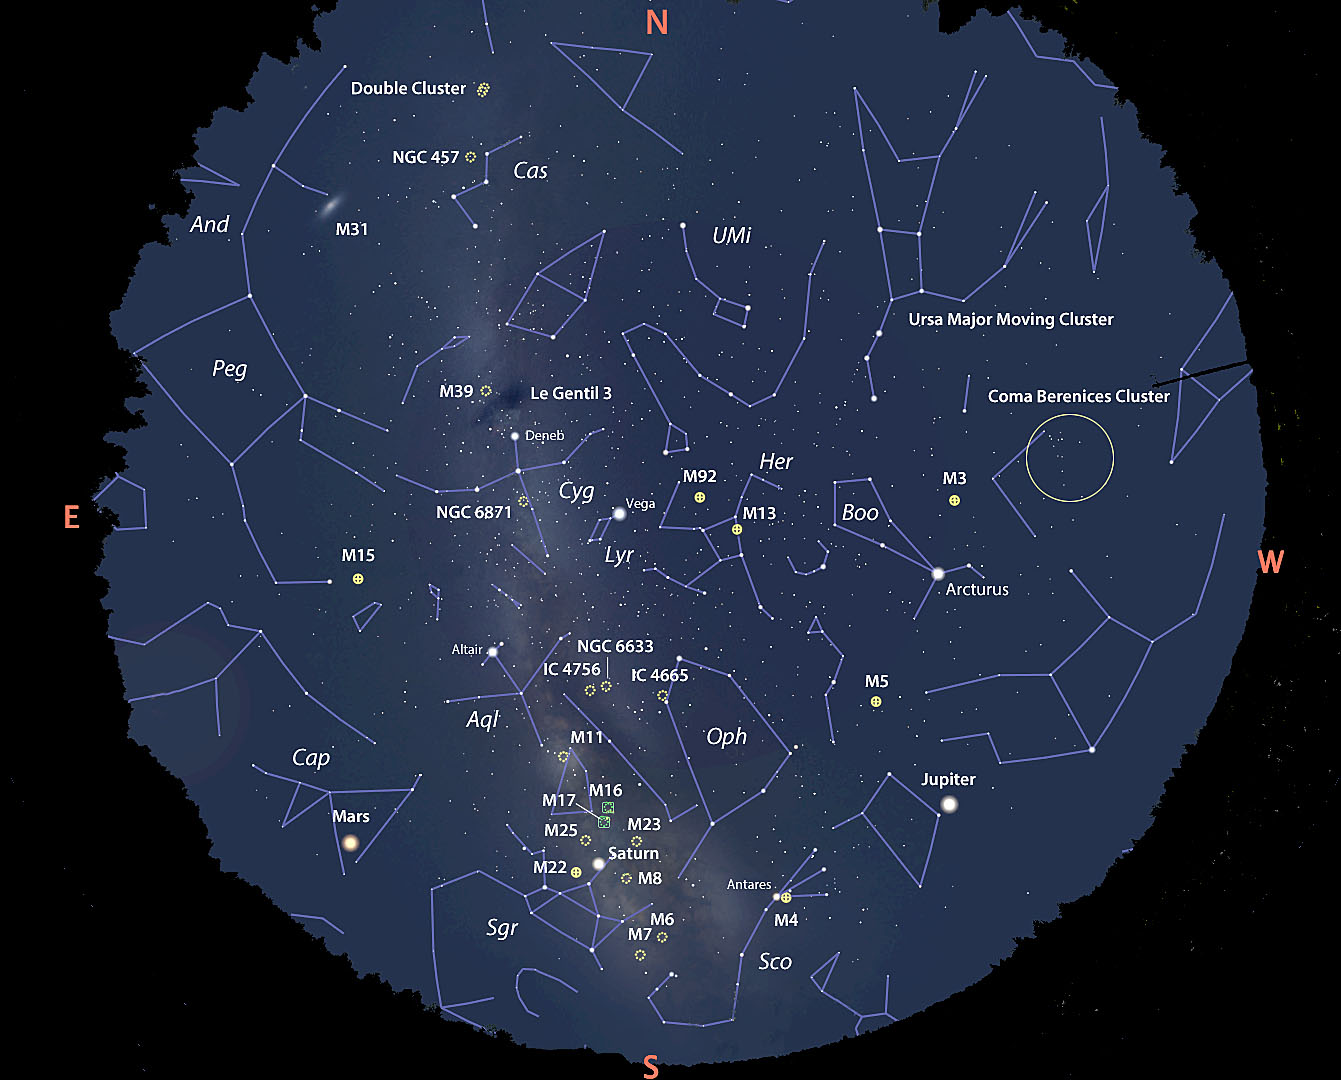 N
Double Cluster
NGC 457
Cas
And
M31
UMi
Ursa Major Moving Cluster
Peg
M39
Le Gentil 3
Coma Berenices Cluster
Deneb
Her
M92
M3
Cyg
Vega
NGC 6871
M13
Boo
E
Lyr
M15
W
Arcturus
Altair
NGC 6633
IC 4756
IC 4665
M5
Aql
Oph
M11
Cap
Jupiter
M16
M17
Mars
M23
M25
Saturn
M22
M8
Antares
M4
M6
Sgr
M7
Sco
S